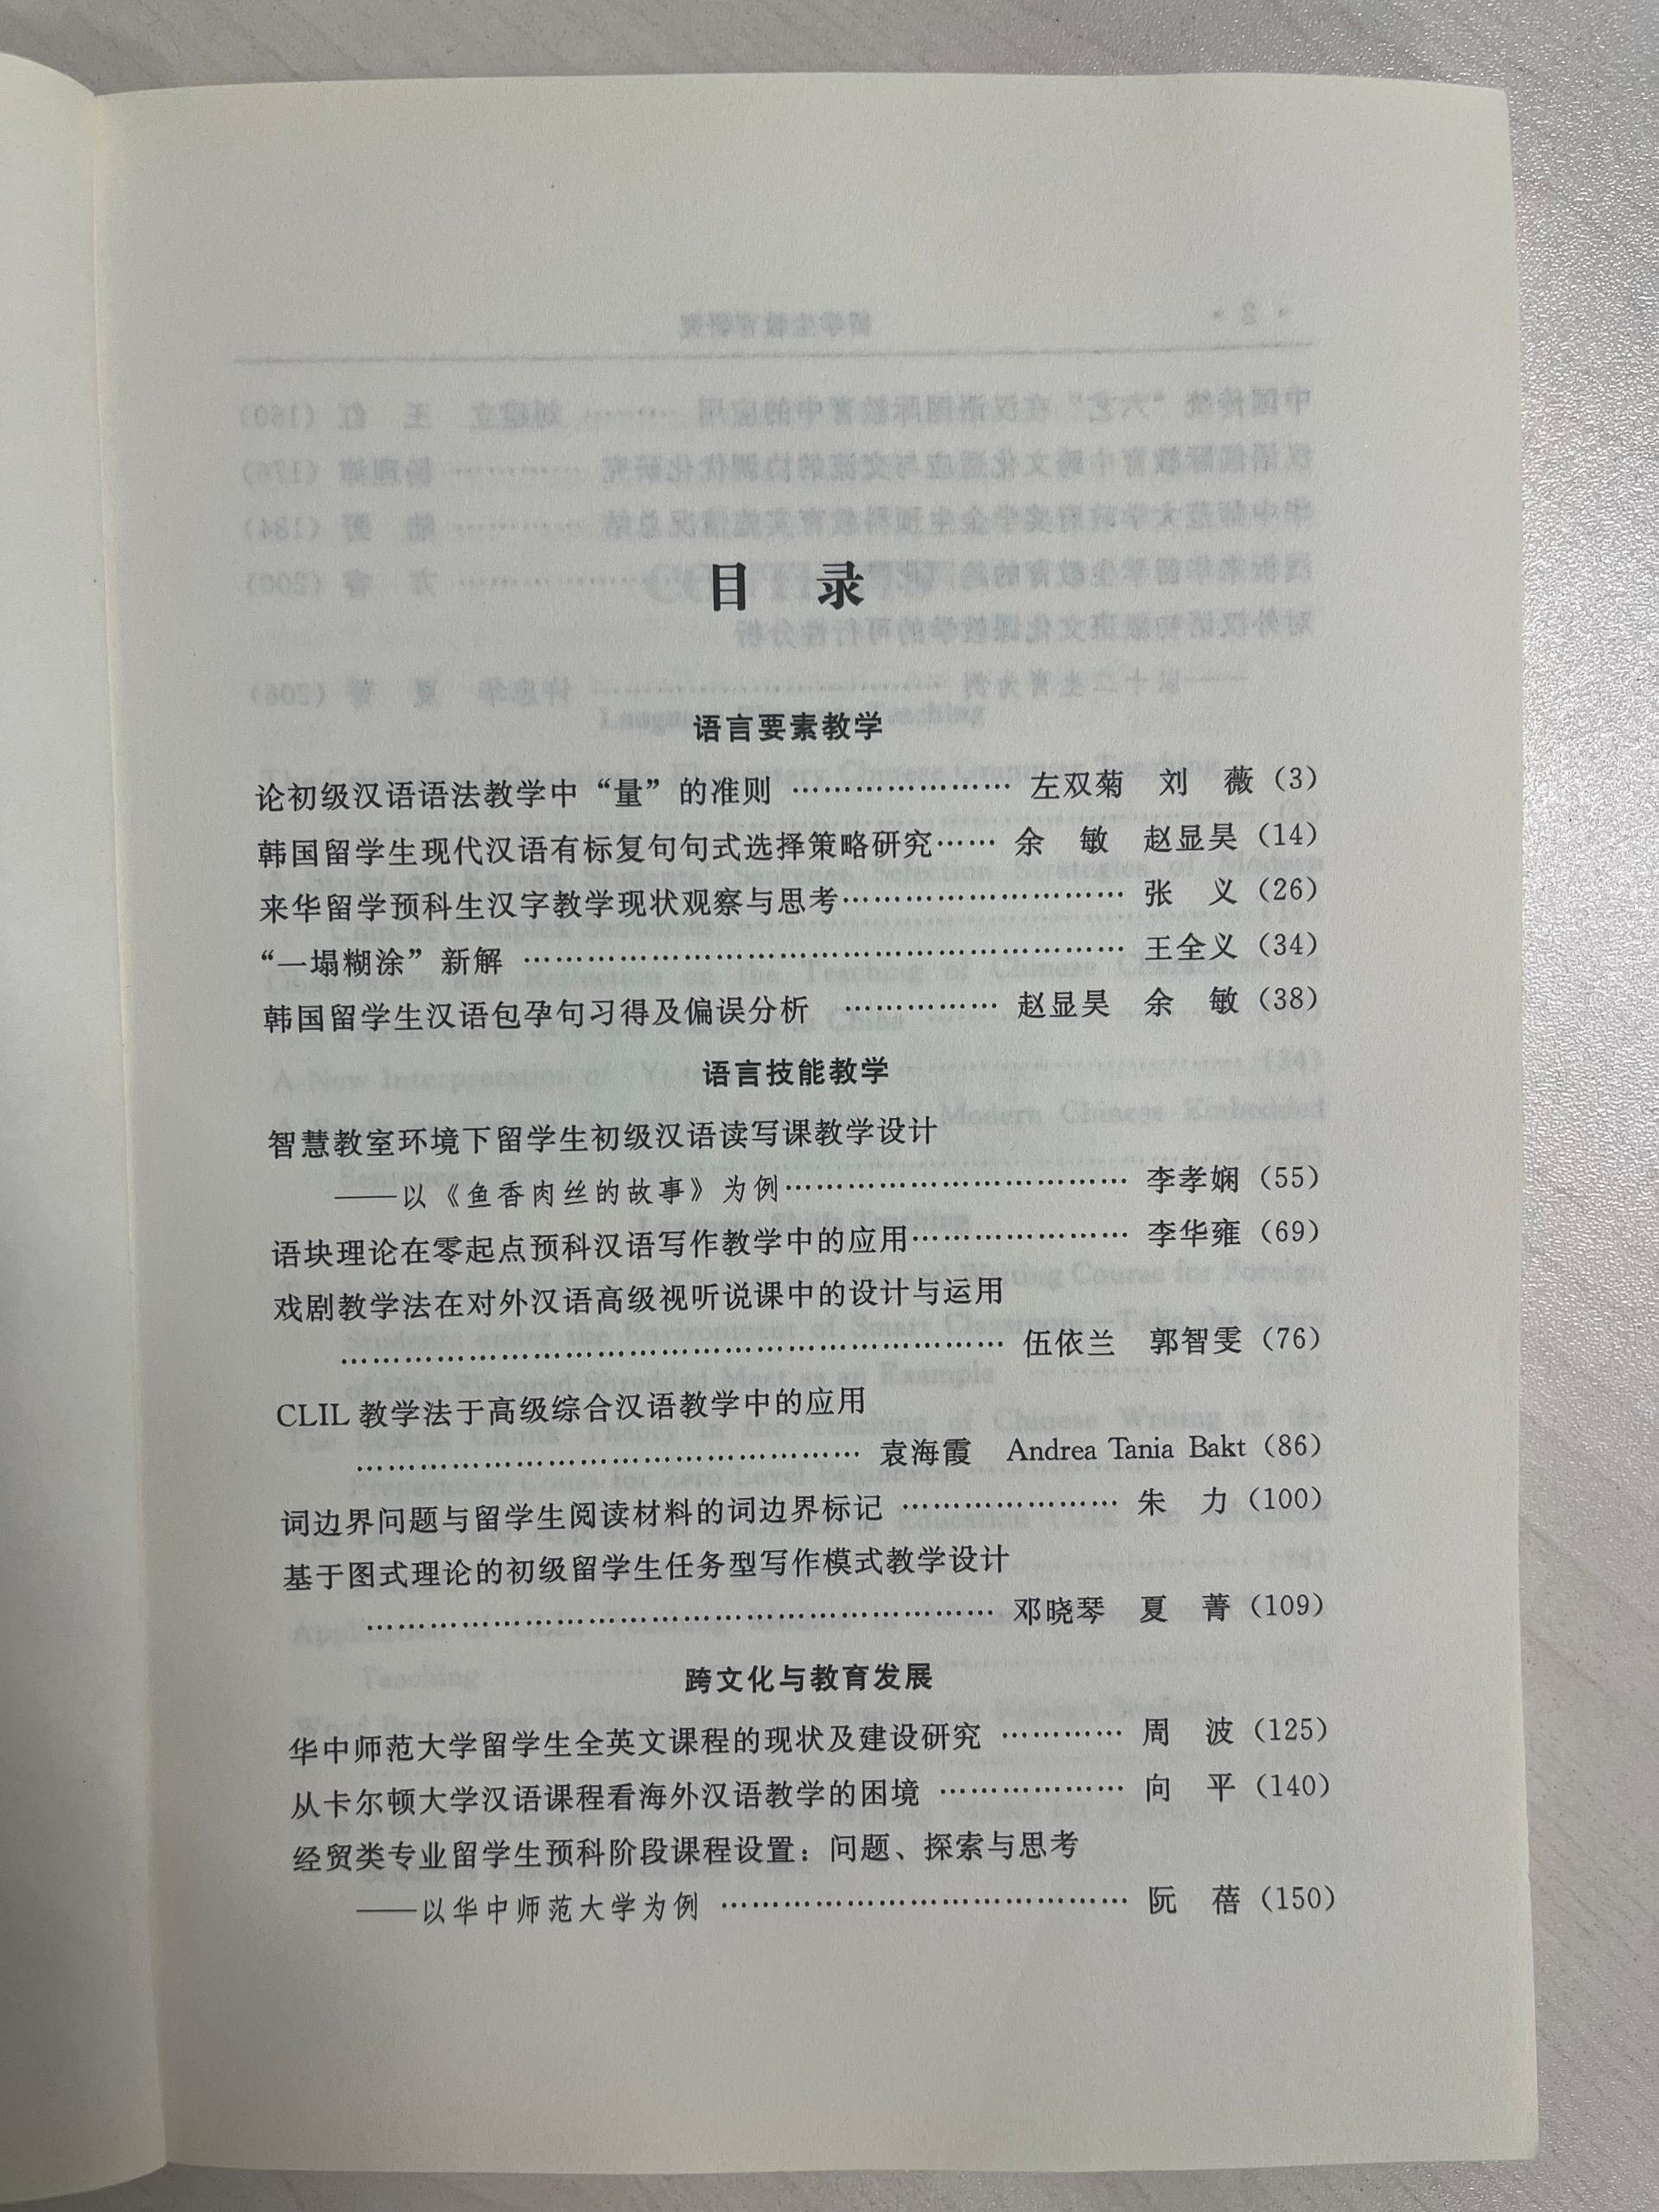 目 录
语言要素教学
论初级汉语语法教学中“量”的准则 ………………… 左双菊 刘 薇（3）
韩国留学生现代汉语有标复句句式选择策略研究…… 余 敏 赵显昊（14）
来华留学预科生汉字教学现状观察与思考……………………… 张 义（26）
“一塌糊涂”新解 ………………………………………………… 王全义（34）
韩国留学生汉语包孕句习得及偏误分析 …………… 赵显昊 余 敏（38）
语言技能教学
智慧教室环境下留学生初级汉语读写课教学设计
——以《鱼香肉丝的故事》为例…………………………… 李孝娴（55）
语块理论在零起点预科汉语写作教学中的应用………………… 李华雍（69）
戏剧教学法在对外汉语高级视听说课中的设计与运用
……………………………………………………… 伍依兰 郭智雯（76）
CLIL 教学法于高级综合汉语教学中的应用
………………………………………… 袁海霞 Andrea Tania Bakt（86）
词边界问题与留学生阅读材料的词边界标记 ………………… 朱 力（100）
基于图式理论的初级留学生任务型写作模式教学设计
…………………………………………………… 邓晓琴 夏 菁（109）
跨文化与教育发展
华中师范大学留学生全英文课程的现状及建设研究 ………… 周 波（125）
从卡尔顿大学汉语课程看海外汉语教学的困境 ……………… 向 平（140）
经贸类专业留学生预科阶段课程设置：问题、探索与思考
——以华中师范大学为例 ………………………………… 阮 蓓（150）